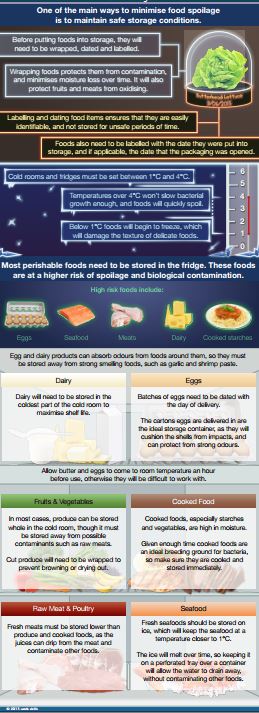 One of the main ways to minimise food spoilage
is to maintain safe storage conditions.
Before putting foods into storage, they will
need to be wrapped, dated and labelled.
Wrapping foods protects them from contamination,
and minimises moisture loss over time. It will also
protect fruits and meats from oxidising.
Butterhead Lettuce
Labelling and dating food items ensures that they are easily
identifiable, and not stored for unsafe periods of time.
Foods also need to be labelled with the date they were put into
storage, and if applicable, the date that the packaging was opened.
Cold rooms and fridges must be set between 1°C and 4°C.
Temperatures over 4°C won't slow bacterial
growth enough, and foods will quickly spoil.
Below 1°C foods will begin to freeze, which
will damage the texture of delicate foods.
6
5
4
3
2
1
0
Most perishable foods need to be stored in the fridge. These foods
are at a higher risk of spoilage and biological contamination.
High risk foods include:
Eggs Seafood Meats Dairy Cooked starches
Egg and dairy products can absorb odours from foods around them, so they must
be stored away from strong smelling foods, such as garlic and shrimp paste.
Dairy
Dairy will need to be stored in the
coldest part of the cold room to
maximise shelf life.
Eggs
Batches of eggs need to be dated with
the day of delivery.
The cartons eggs are delivered in are
the ideal storage container, as they will
cushion the shells from impacts, and
can protect from strong odours.
Allow butter and eggs to come to room temperature an hour
before use, otherwise they will be difficult to work with.
Fruits & Vegetables
In most cases, produce can be stored
whole in the cold room, though it must
be stored away from possible
contaminants such as raw meats.
Cut produce will need to be wrapped to
prevent browning or drying out.
Cooked Food
Cooked foods, especially starches
and vegetables, are high in moisture.
Given enough time cooked foods are
an ideal breeding ground for bacteria,
so make sure they are cooled and
stored immediately.
Raw Meat & Poultry
Fresh meats must be stored lower than
produce and cooked foods, as the
juices can drip from the meat and
contaminate other foods.
Seafood
Fresh seafoods should be stored on
ice, which will keep the seafood at a
temperature closer to 1°C.
The ice will melt over time, so keeping it
on a perforated tray over a container
will allow the water to drain away,
without contaminating other foods.